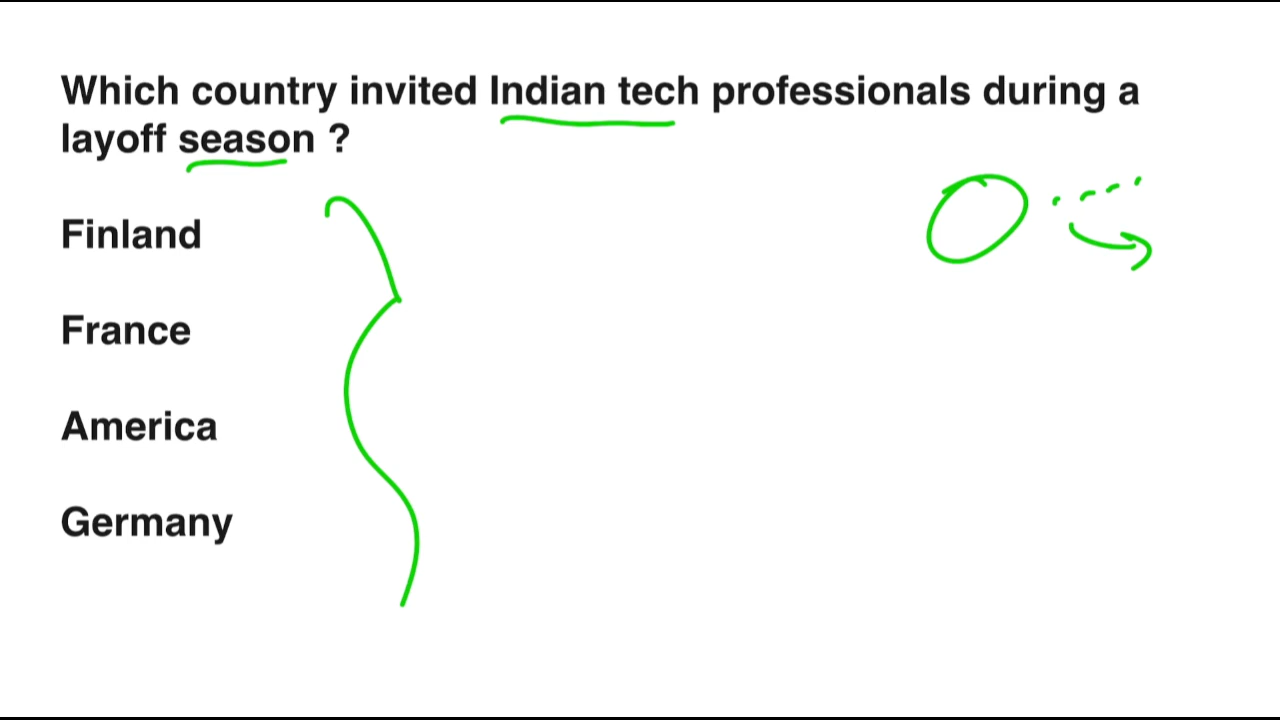 Which country invited Indian tech professionals during a
layoff season ?
Finland
France
America
Germany